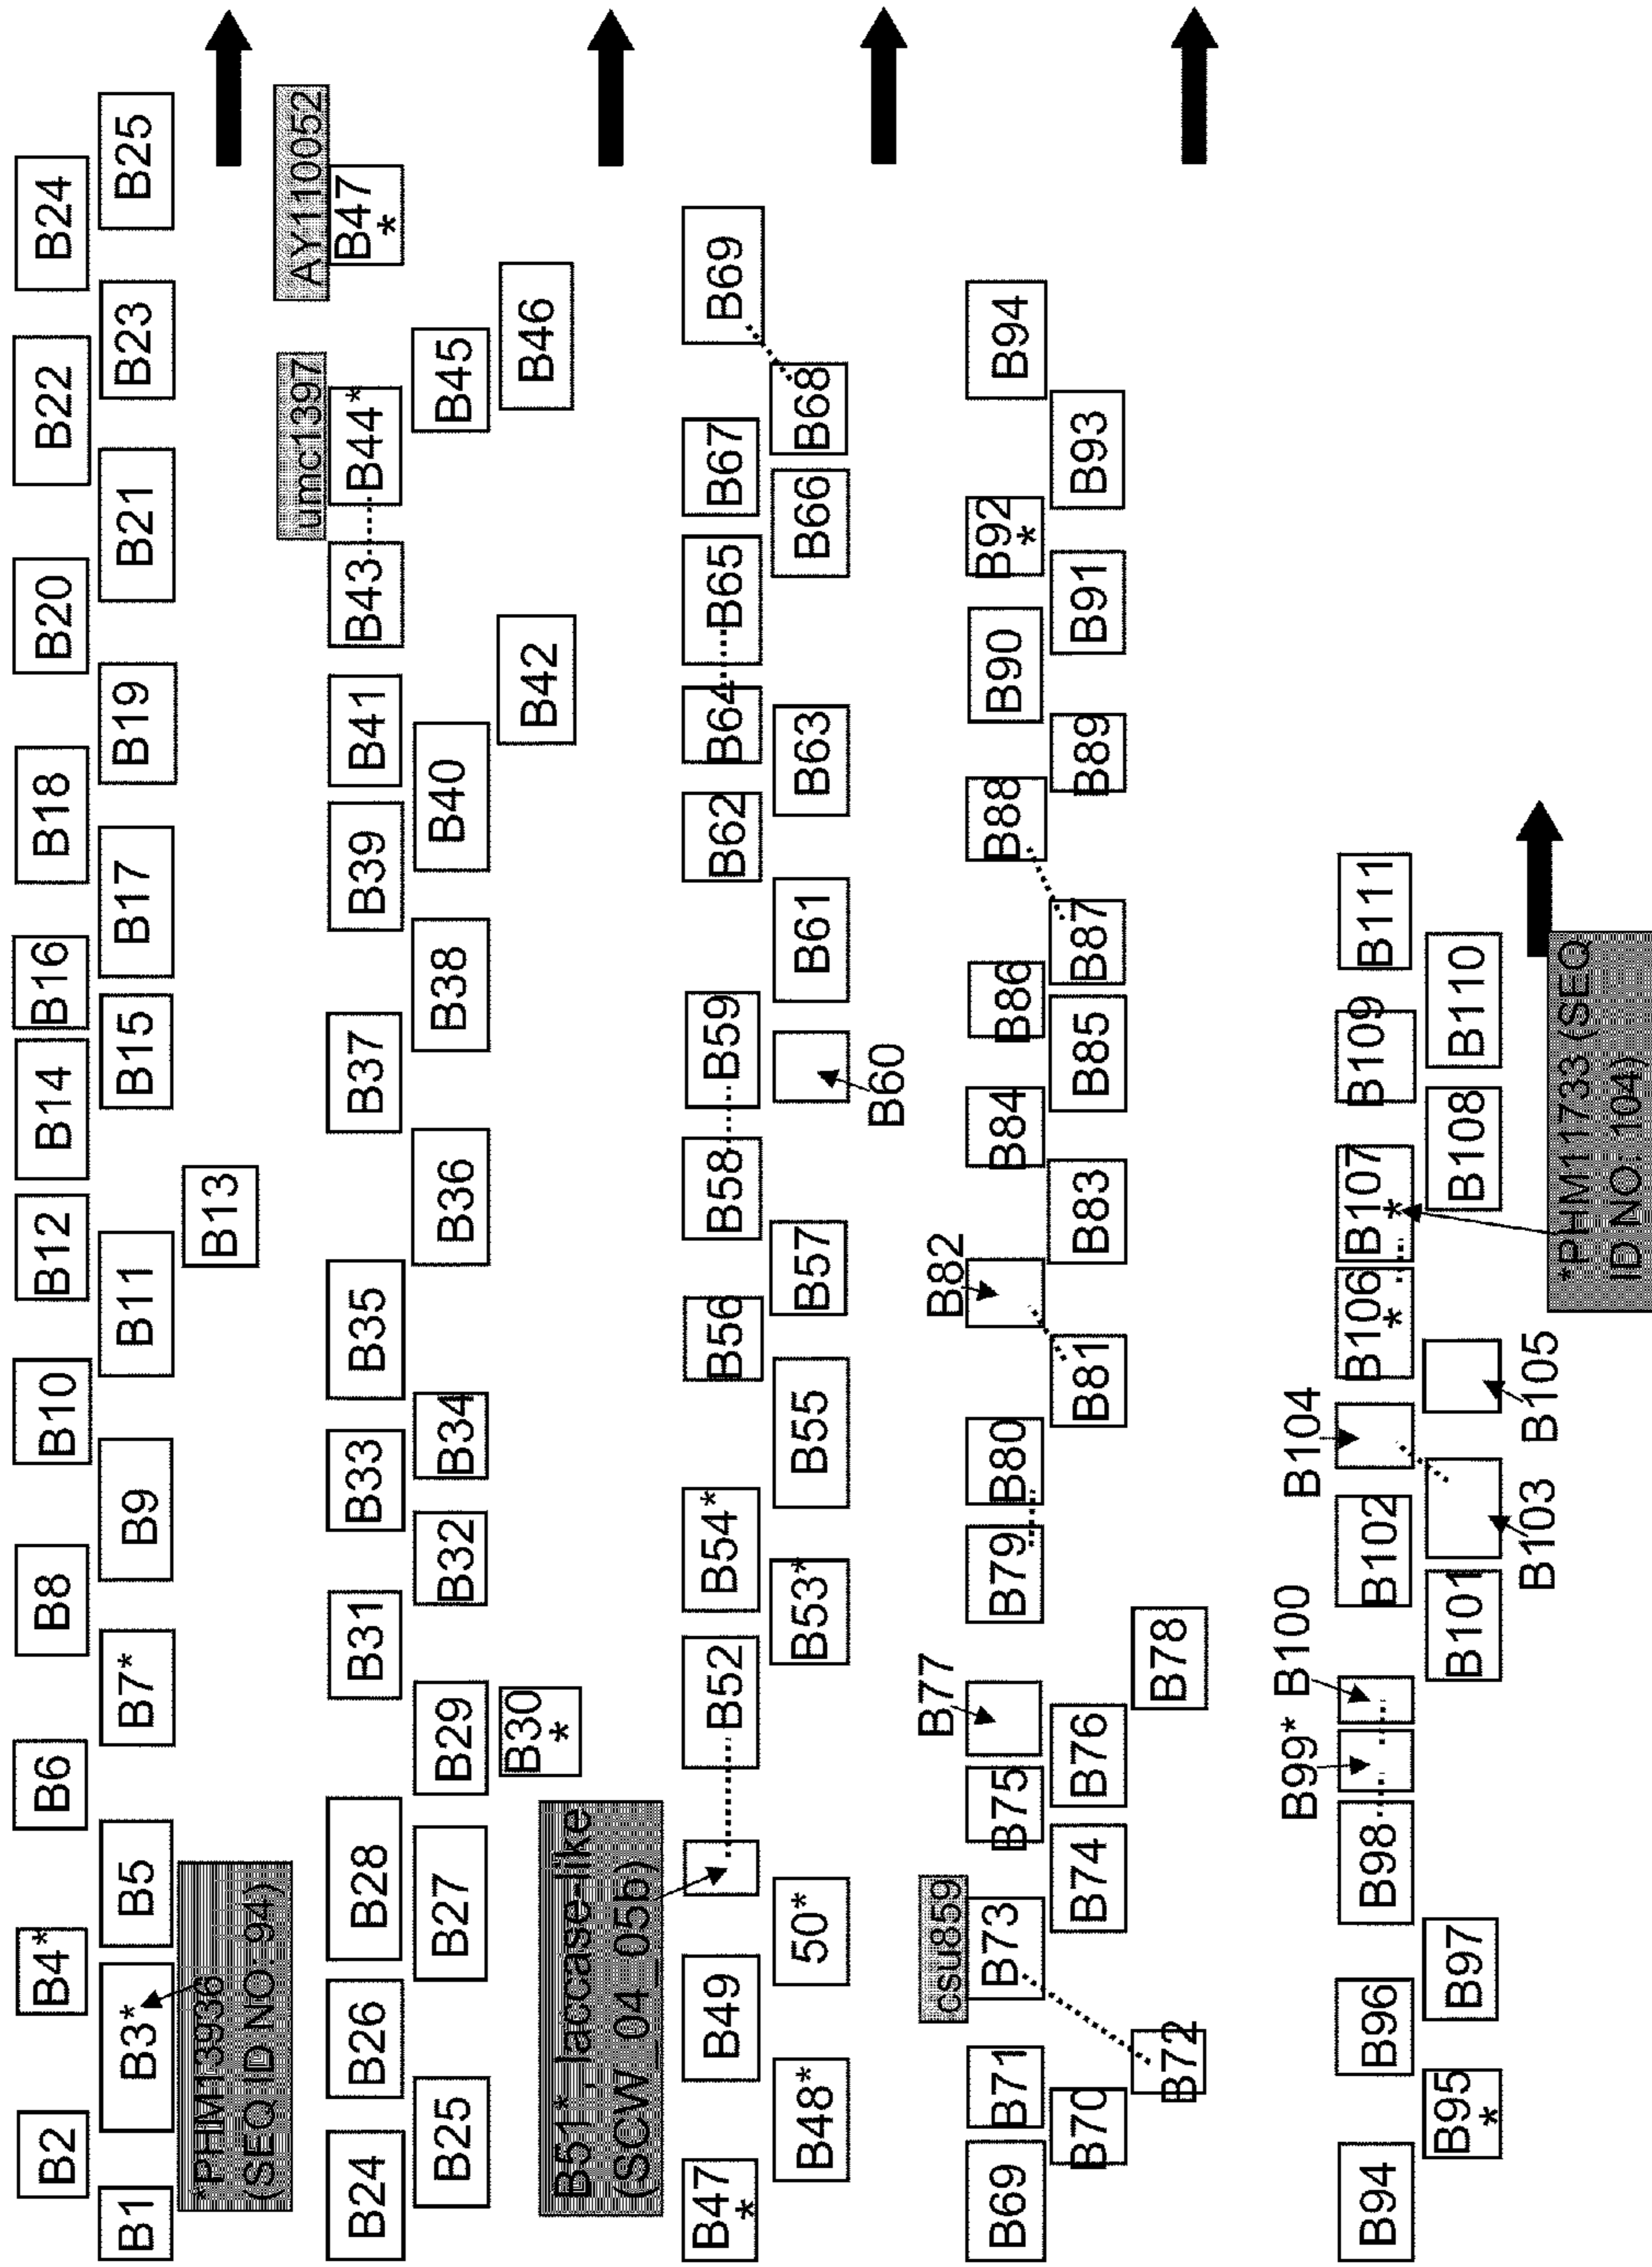 B2
B4*
B6
B8
B10
B12
B14
B16
B18
B20
B22
B24
B1
B3*
B5
B7*
B9
B11
B15
B17
B19
B21
B23
B25
B13
*PHM13936
(SEQ ID NO: 94)
umc1397
AY110052
B24
B26
B28
B31
B33
B35
B37
B39
B41
B43
B44*
B47
*
B25
B27
B29
B32
B34
B36
B38
B40
B45
B30
*
B42
B46
B51*, laccase-like
(SCW_04_05b)
B47
*
B49
B52
B54*
B56
B58
B59
B62
B64
B65
B67
B69
B48*
50*
B53*
B55
B57
B61
B63
B66
B68
B60
csu859
B77
B82
B69
B71
B73
B75
B79
B80
B84
B86
B88
B90
B92
*
B94
B70
B74
B76
B81
B83
B85
B87
B89
B91
B93
B72
B78
B99*
B100
B104
B94
B96
B98
B102
B106
*
B107
*
B109
B111
B95
*
B97
B101
B108
B110
B103
B105
*PHM11733 (SEQ
ID NO: 104)